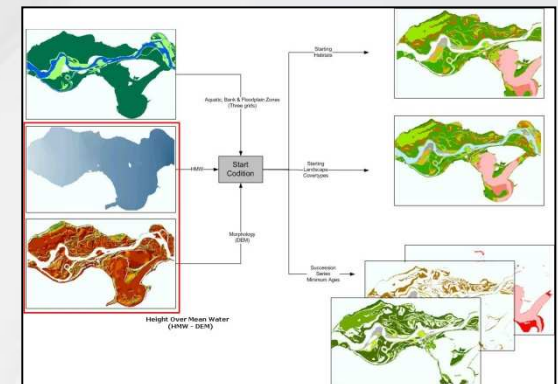 Starting
Habitats
Aquatic, Bank & Floodplain Zones
(Three grids)
HMW
Start
Codition
Starting
Landscape
Covertypes
Morphology
(DEM)
Succession
Series
Minimum Ages
Height Over Mean Water
(HMW - DEM)